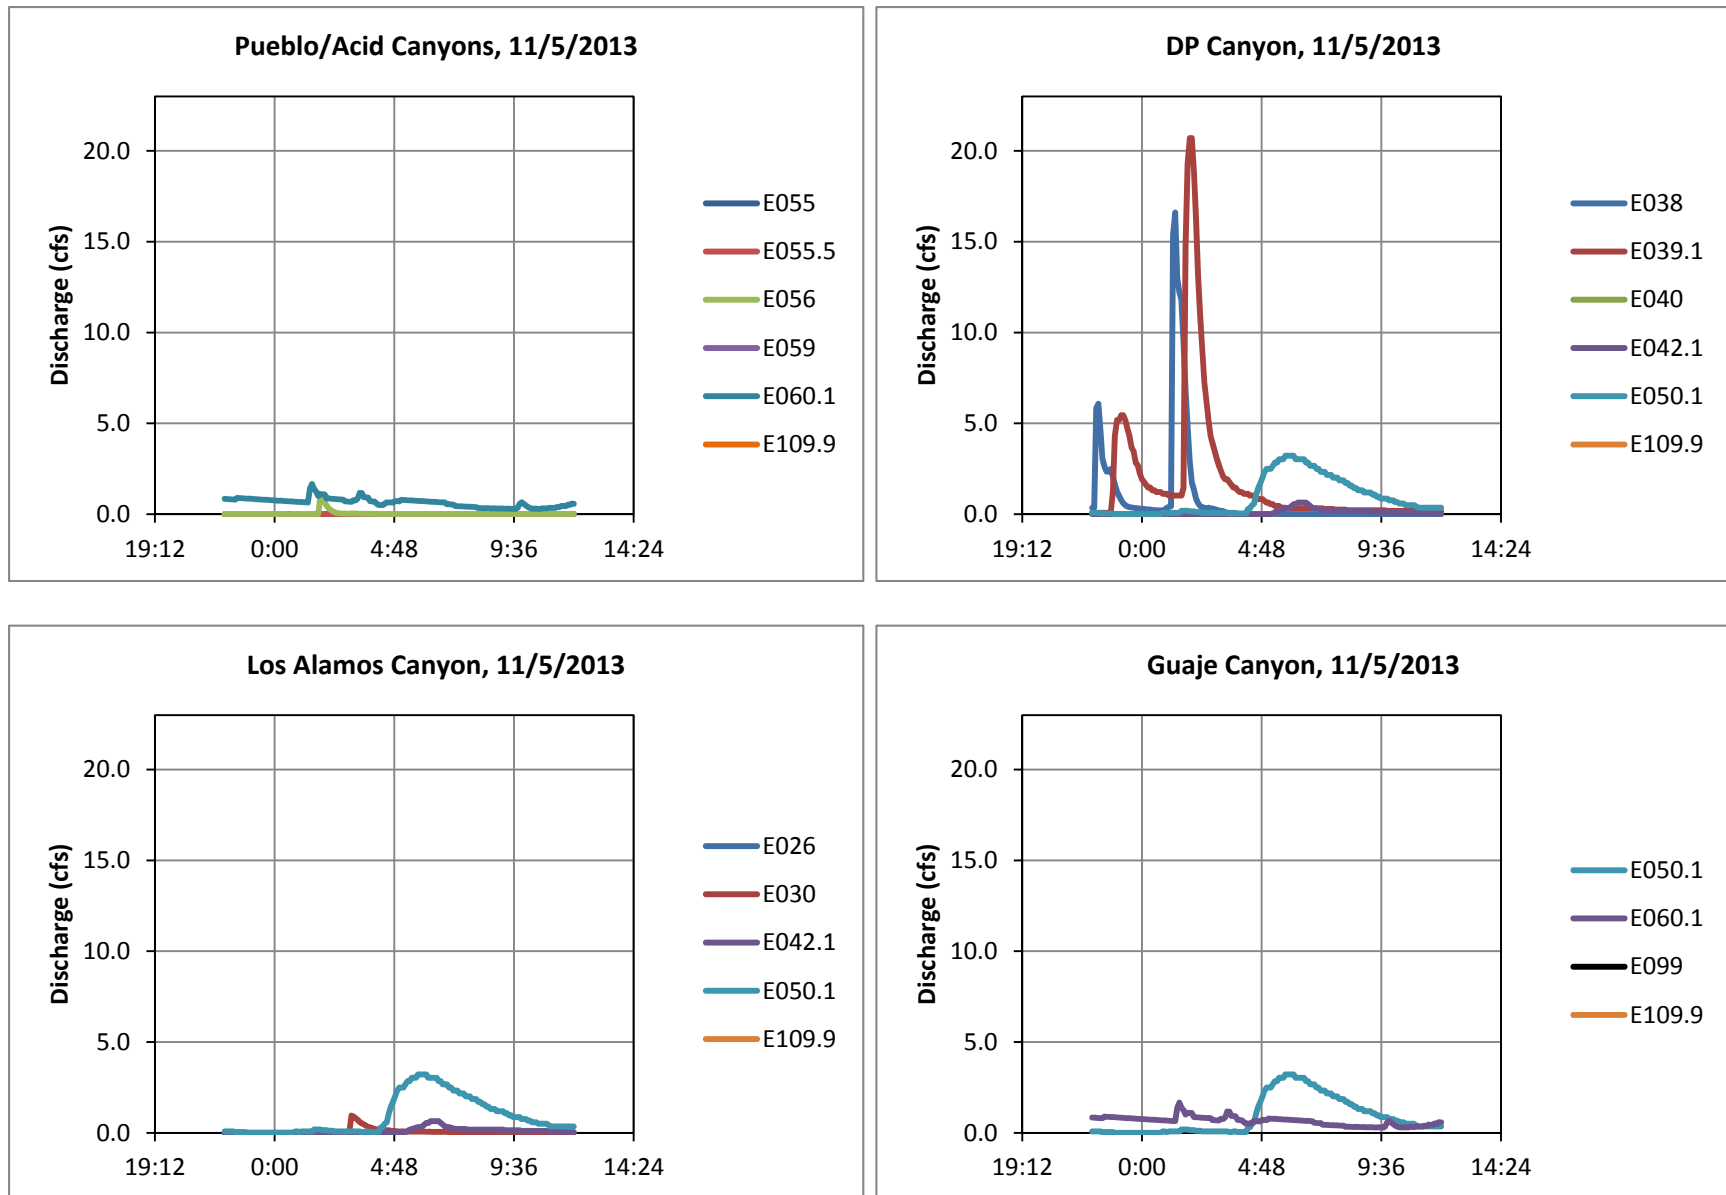 Pueblo/Acid Canyons, 11/5/2013
Discharge (cfs)
20.0
15.0
10.0
5.0
0.0
19:12 0:00 4:48 9:36 14:24
E055
E055.5
E056
E059
E060.1
E109.9
DP Canyon, 11/5/2013
Discharge (cfs)
20.0
15.0
10.0
5.0
0.0
19:12 0:00 4:48 9:36 14:24
E038
E039.1
E040
E042.1
E050.1
E109.9
Los Alamos Canyon, 11/5/2013
Discharge (cfs)
20.0
15.0
10.0
5.0
0.0
19:12 0:00 4:48 9:36 14:24
E026
E030
E042.1
E050.1
E109.9
Guaje Canyon, 11/5/2013
Discharge (cfs)
20.0
15.0
10.0
5.0
0.0
19:12 0:00 4:48 9:36 14:24
E050.1
E060.1
E099
E109.9